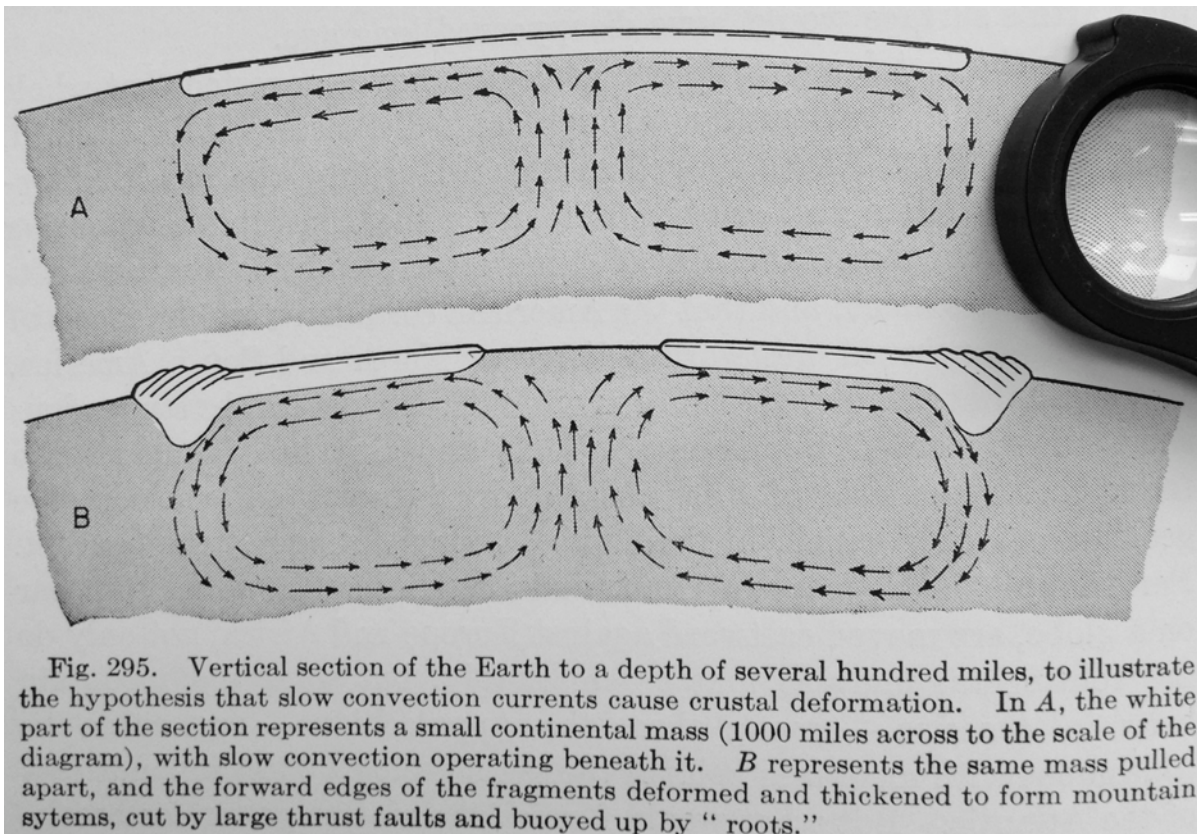 A
B
Fig. 295. Vertical section of the Earth to a depth of several hundred miles, to illustrate
the hypothesis that slow convection currents cause crustal deformation. In A, the white
part of the section represents a small continental mass (1000 miles across to the scale of the
diagram), with slow convection operating beneath it. B represents the same mass pulled
apart, and the forward edges of the fragments deformed and thickened to form mountain
sytems, cut by large thrust faults and buoyed up by “ roots.”